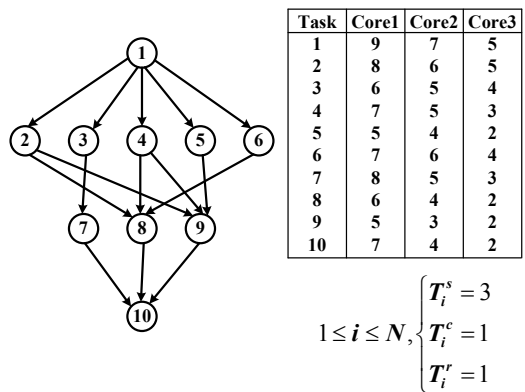 1
2 3 4 5 6
7 8 9
10
Task Core1 Core2 Core3
1 9 7 5
2 8 6 5
3 6 5 4
4 7 5 3
5 5 4 2
6 7 6 4
7 8 5 3
8 6 4 2
9 5 3 2
10 7 4 2
T_i^s = 3
1 ≤ i ≤ N, { T_i^c = 1
T_i^r = 1